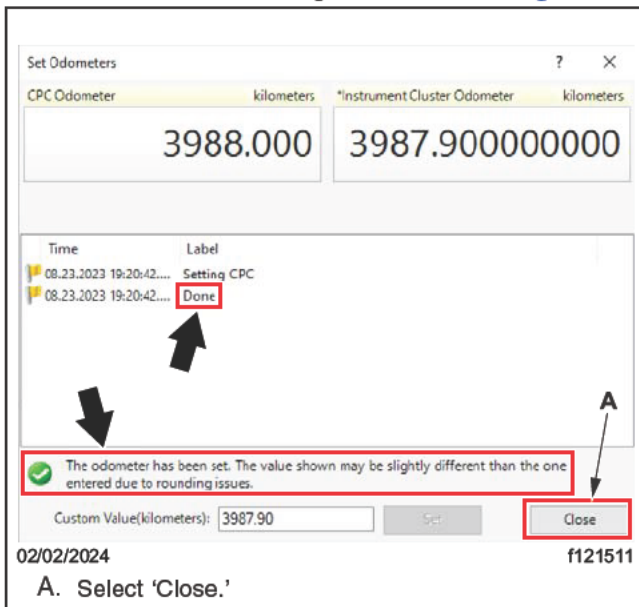 Set Odometers ? ×
CPC Odometer kilometers *Instrument Cluster Odometer kilometers
3988.000 3987.900000000
Time Label
08.23.2023 19:20:42.... Setting CPC
08.23.2023 19:20:42.... Done
A
The odometer has been set. The value shown may be slightly different than the one
entered due to rounding issues.
Custom Value(kilometers): 3987.90 Set Close
02/02/2024 f121511
A. Select ‘Close.’